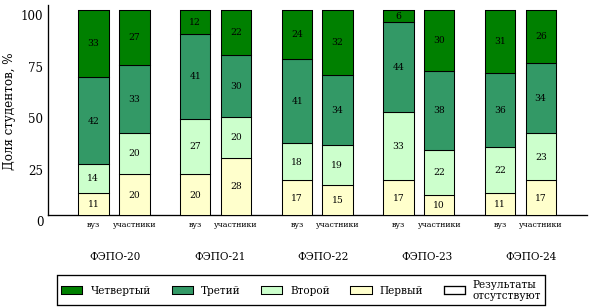 Доля студентов, %
100
75
50
25
0
33 27 12 22 24 32 6 30 31 26
42 33 41 30 41 34 44 38 36 34
14 20 27 20 18 19 33 22 22 23
11 20 20 28 17 15 17 10 11 17
вуз участники вуз участники вуз участники вуз участники вуз участники
ФЭПО-20 ФЭПО-21 ФЭПО-22 ФЭПО-23 ФЭПО-24
Четвертый Третий Второй Первый Результаты
отсутствуют